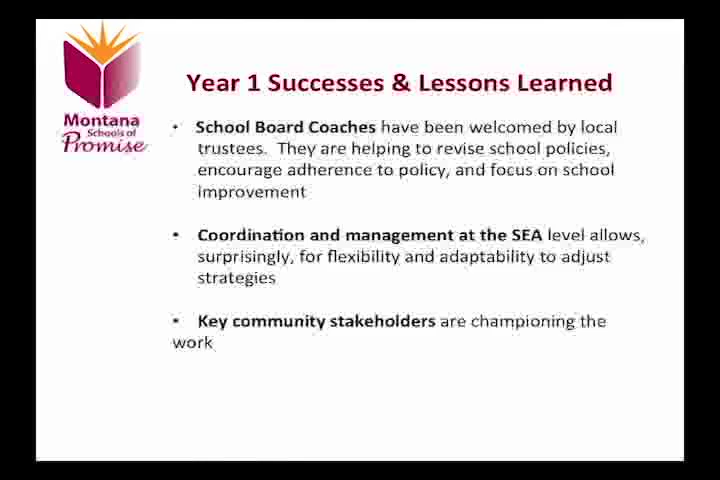 Montana
Schools of
Promise
Year 1 Successes & Lessons Learned
• School Board Coaches have been welcomed by local
trustees. They are helping to revise school policies,
encourage adherence to policy, and focus on school
improvement
• Coordination and management at the SEA level allows,
surprisingly, for flexibility and adaptability to adjust
strategies
• Key community stakeholders are championing the
work